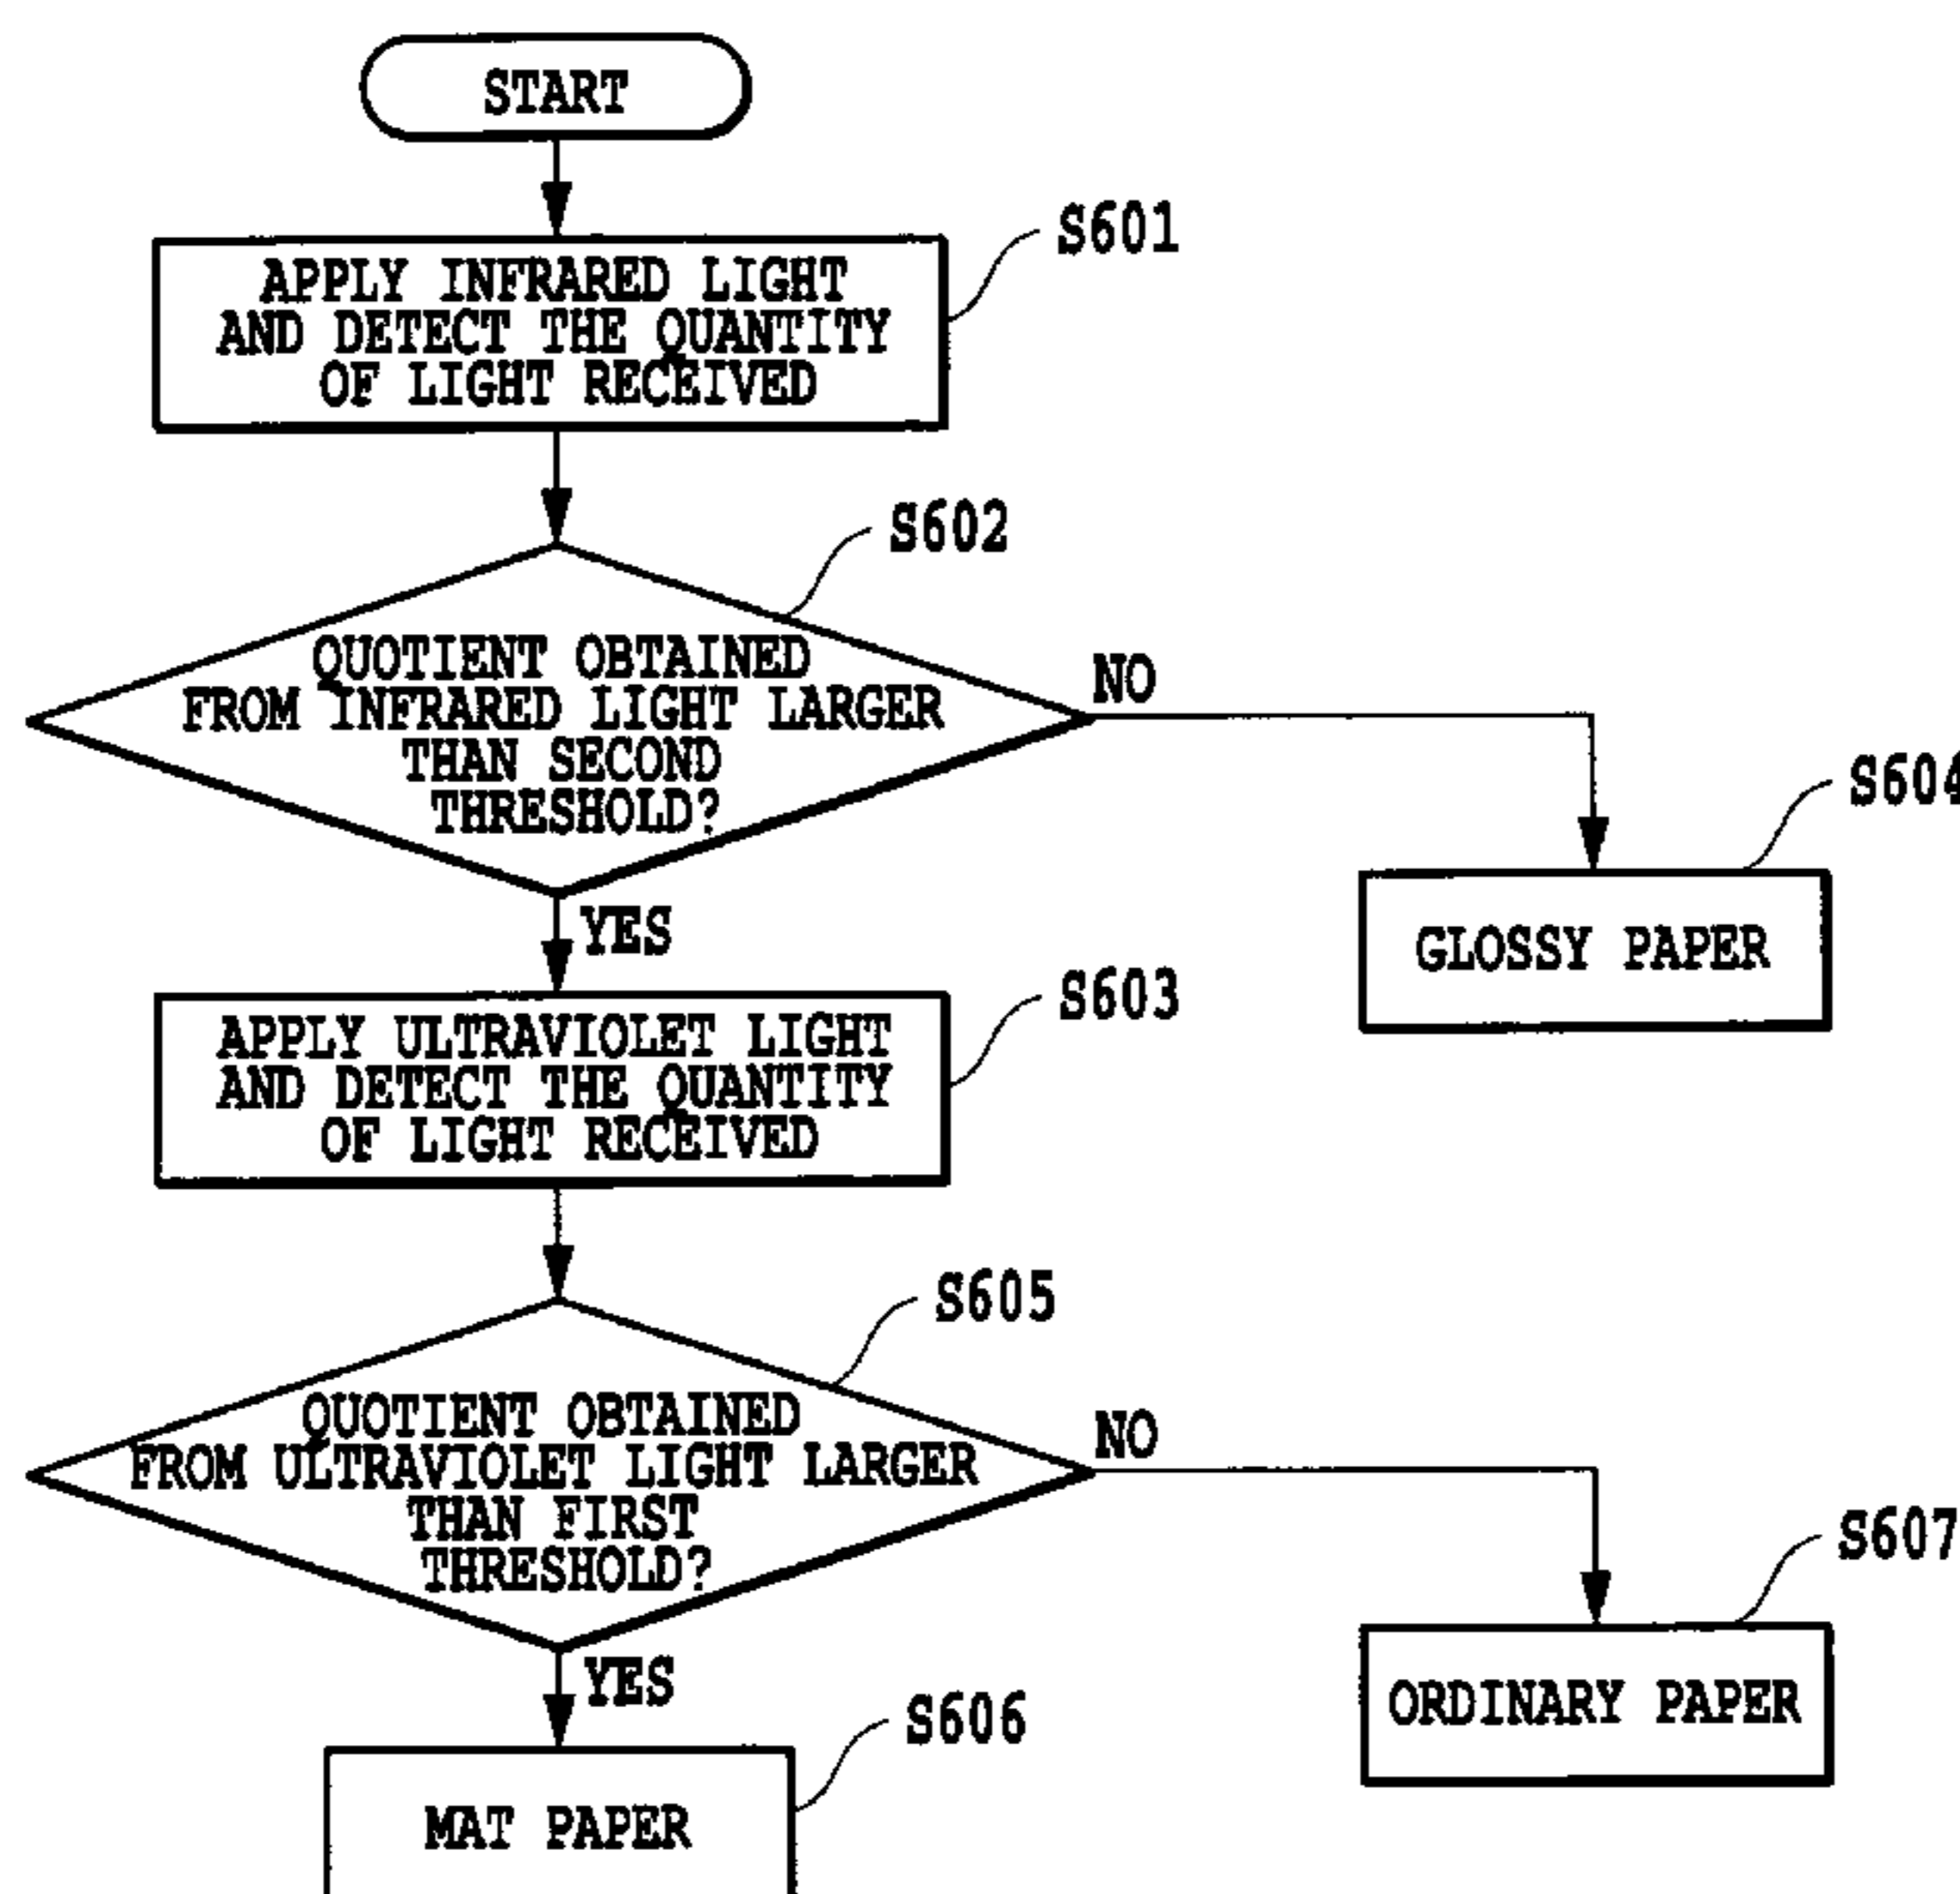 START
S601
APPLY INFRARED LIGHT
AND DETECT THE QUANTITY
OF LIGHT RECEIVED
S602
QUOTIENT OBTAINED
FROM INFRARED LIGHT LARGER
THAN SECOND
THRESHOLD?
NO
S604
GLOSSY PAPER
YES
S603
APPLY ULTRAVIOLET LIGHT
AND DETECT THE QUANTITY
OF LIGHT RECEIVED
S605
QUOTIENT OBTAINED
FROM ULTRAVIOLET LIGHT LARGER
THAN FIRST
THRESHOLD?
NO
S607
ORDINARY PAPER
YES
S606
MAT PAPER